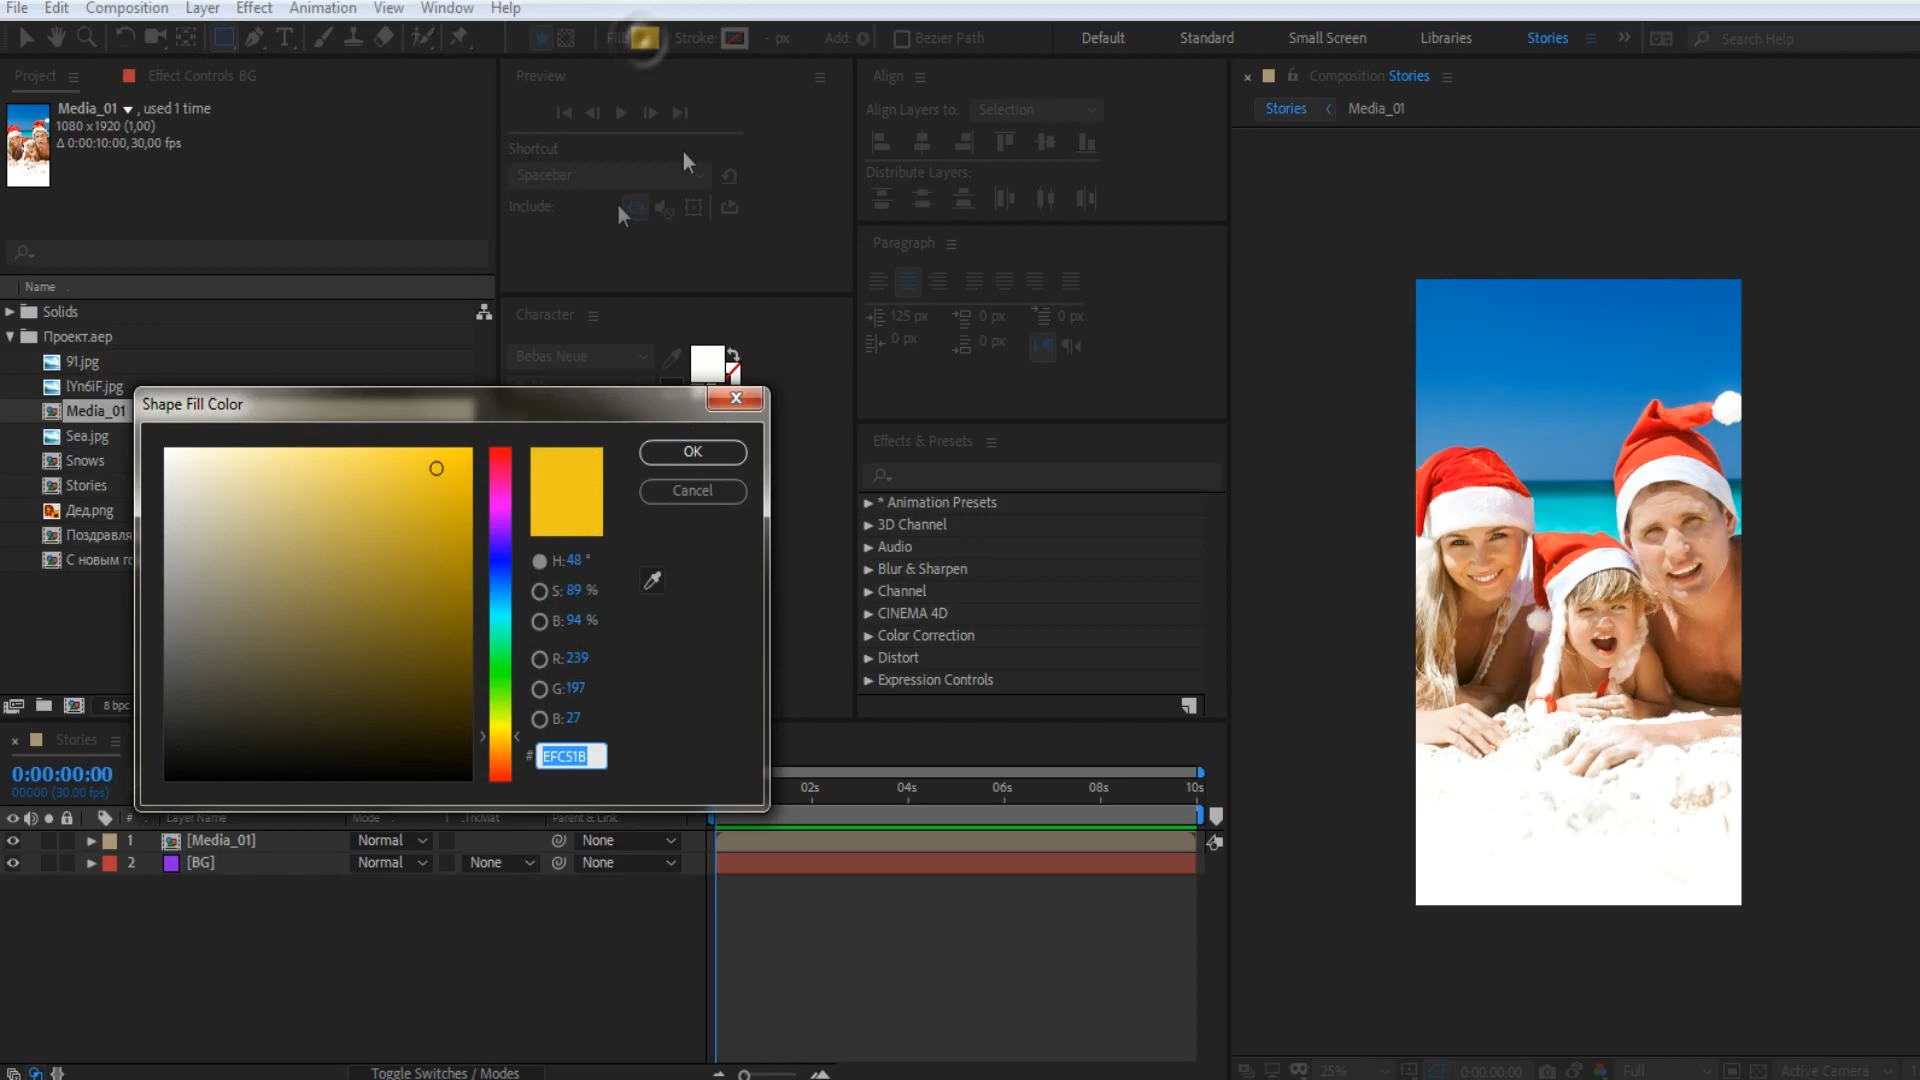 File Edit Composition Layer Effect Animation View Window Help
Fill: Stroke: - px Add: Bezier Path Default Standard Small Screen Libraries Stories Search Help
Project Effect Controls BG
Media_01 , used 1 time
1080 x 1920 (1,00)
Δ 0:00:10:00, 30,00 fps
Name
Solids
Проект.aep
91.jpg
lYn6iF.jpg
Media_01
Sea.jpg
Snows
Stories
Дед.png
Поздравля
С новым го
8 bpc
Preview
Shortcut
Spacebar
Include:
Character
Bebas Neue
Align
Align Layers to: Selection
Distribute Layers:
Paragraph
125 px 0 px 0 px
0 px 0 px
Effects & Presets
* Animation Presets
3D Channel
Audio
Blur & Sharpen
Channel
CINEMA 4D
Color Correction
Distort
Expression Controls
Composition Stories
Stories Media_01
Shape Fill Color
OK
Cancel
H: 48 °
S: 89 %
B: 94 %
R: 239
G: 197
B: 27
# EFC51B
Stories
0:00:00:00
00000 (30.00 fps)
02s 04s 06s 08s 10s
# Layer Name Mode T .TrkMat Parent & Link
1 [Media_01] Normal None
2 [BG] Normal None None
Toggle Switches / Modes
25% 0:00:00:00 Full Active Camera